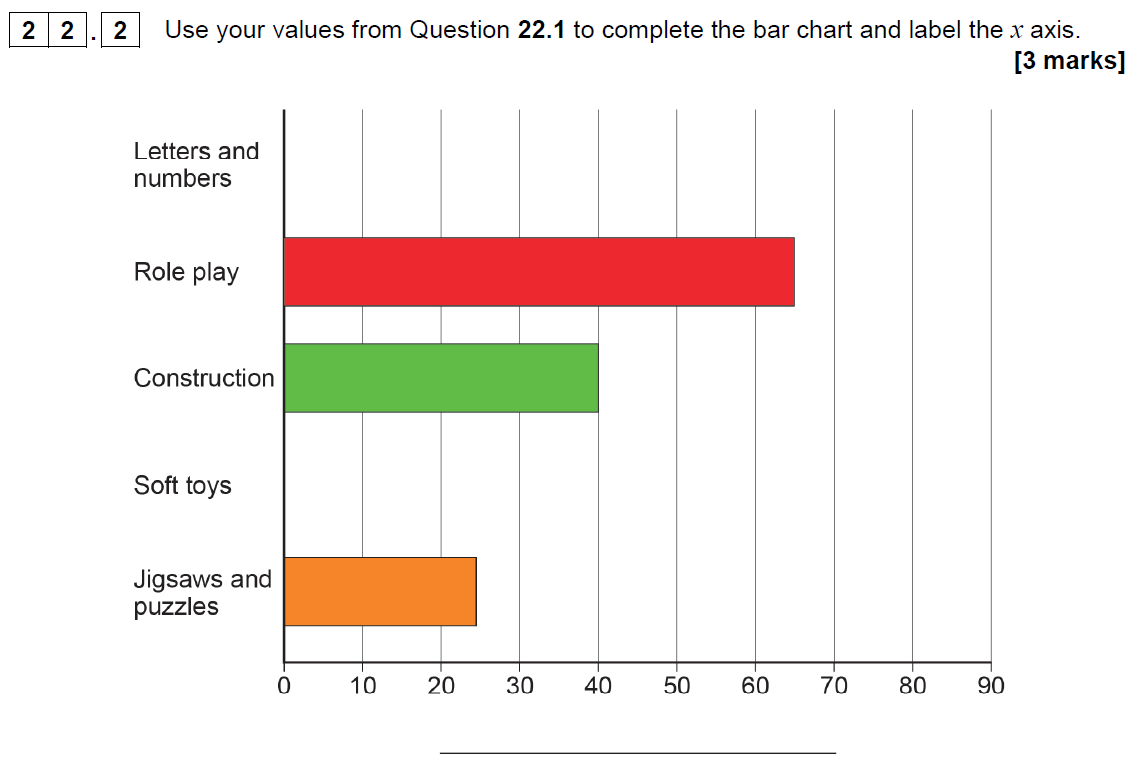 2 2 . 2 Use your values from Question 22.1 to complete the bar chart and label the x axis.
[3 marks]
Letters and
numbers
Role play
Construction
Soft toys
Jigsaws and
puzzles
0 10 20 30 40 50 60 70 80 90